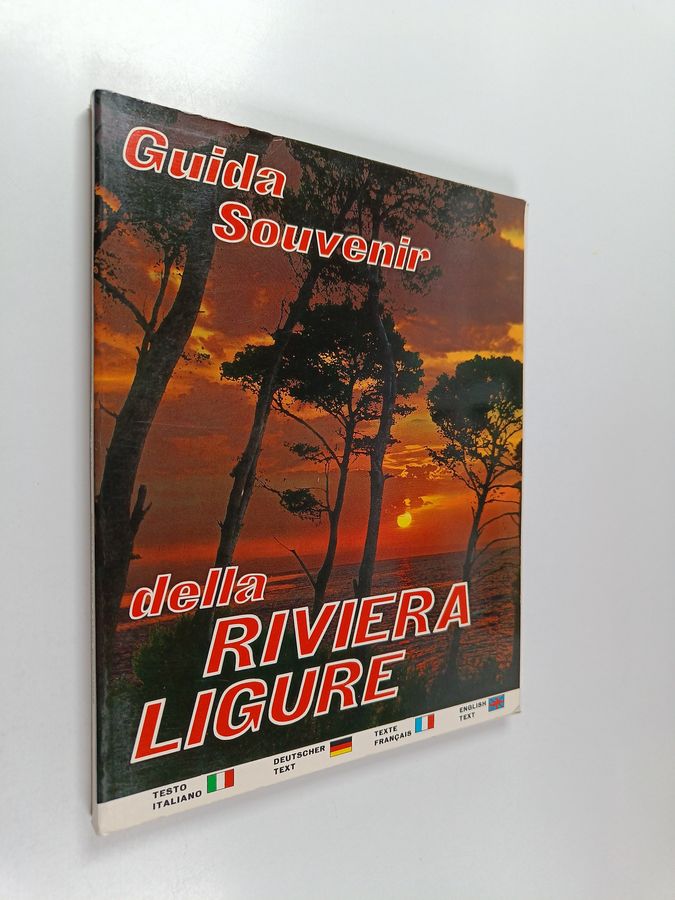 Guida
Souvenir
della
RIVIERA
LIGURE
TESTO
ITALIANO
DEUTSCHER
TEXT
TEXTE
FRANÇAIS
ENGLISH
TEXT